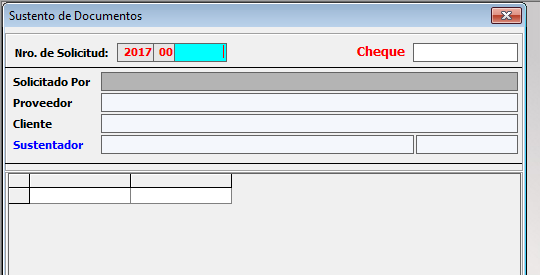 Sustento de Documentos
Nro. de Solicitud: 2017 00 Cheque
Solicitado Por
Proveedor
Cliente
Sustentador